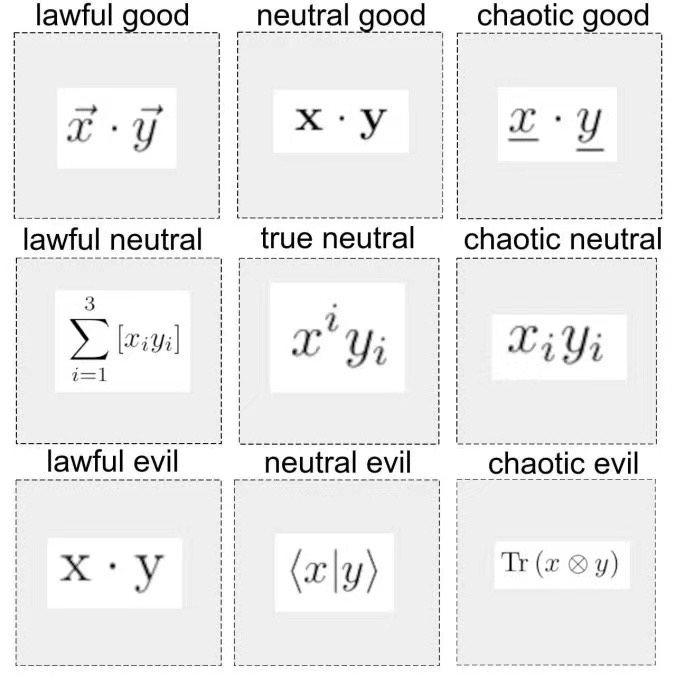 lawful good neutral good chaotic good
x⃗ · y⃗ 𝐱 · 𝐲 x̲ · y̲
lawful neutral true neutral chaotic neutral
∑_{i=1}^{3} [x_i y_i] x^i y_i x_i y_i
lawful evil neutral evil chaotic evil
x · y ⟨x|y⟩ Tr (x ⊗ y)